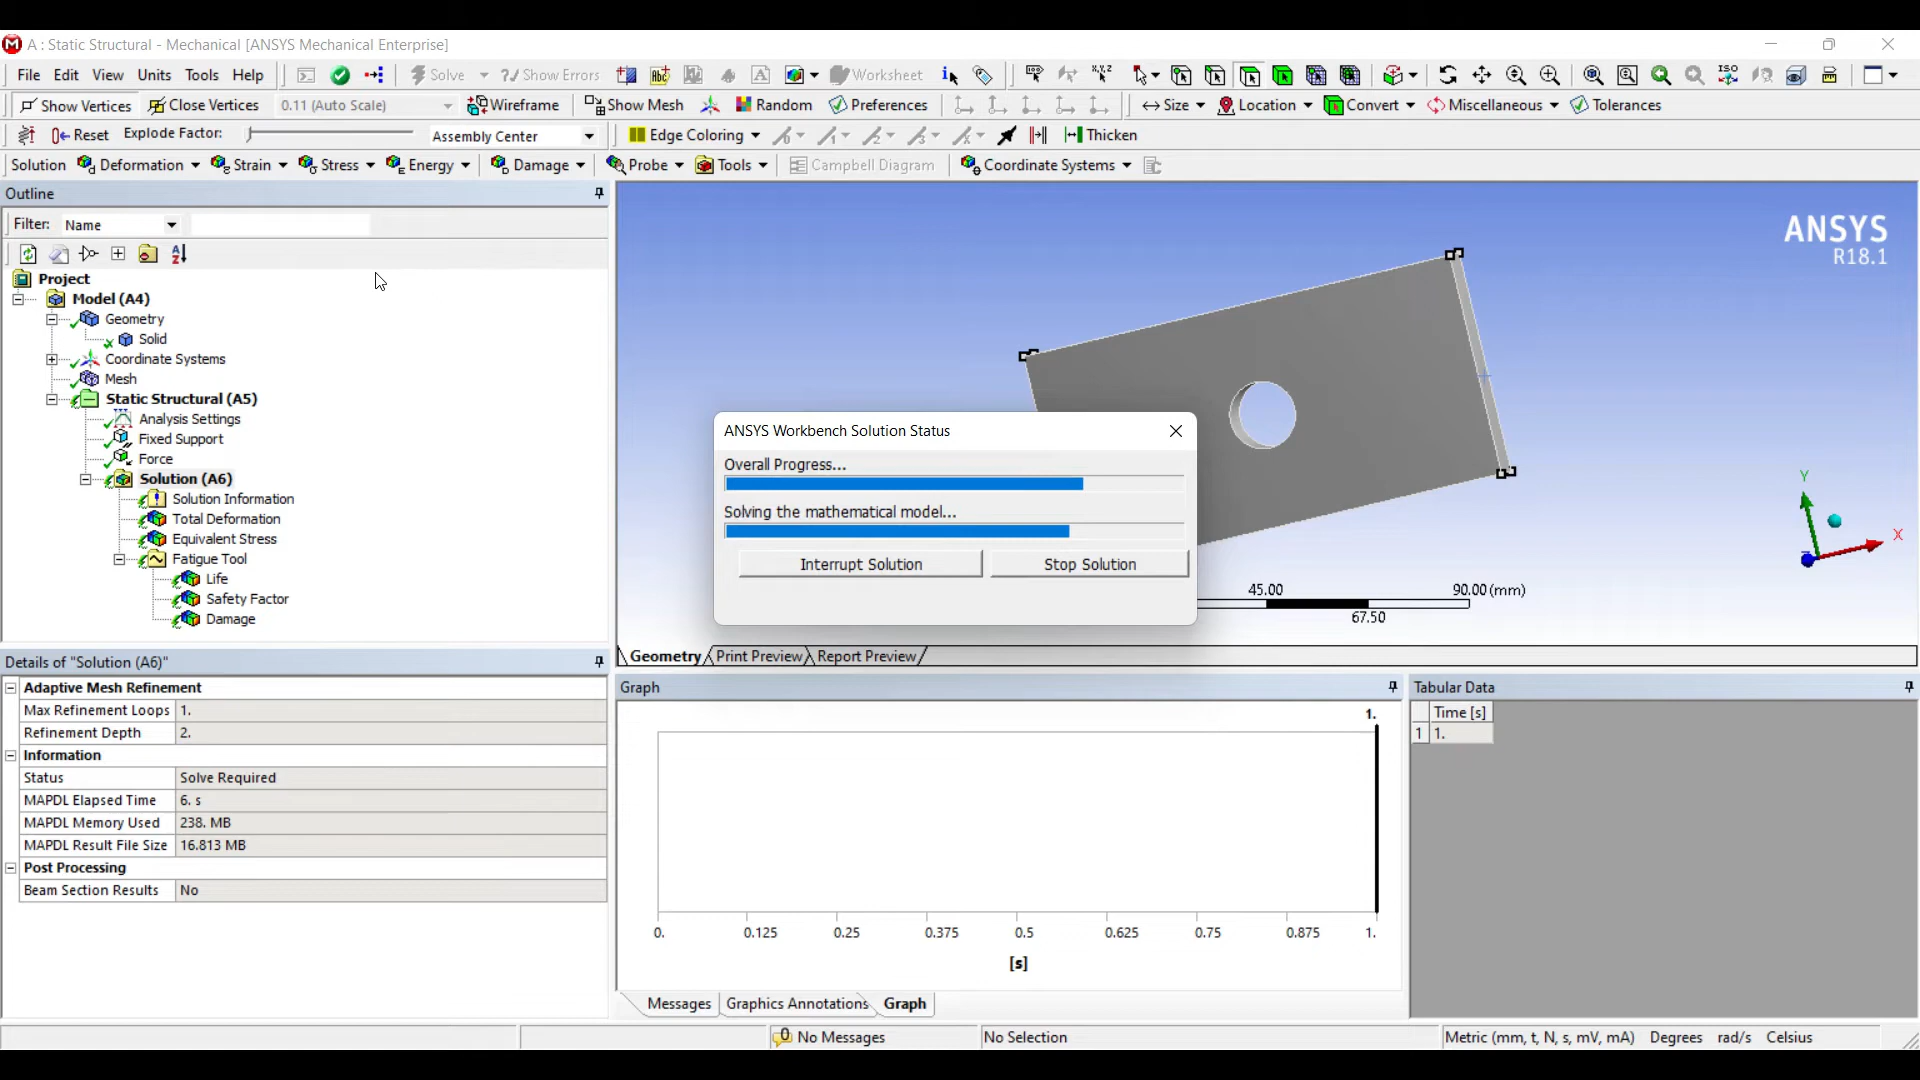 A : Static Structural - Mechanical [ANSYS Mechanical Enterprise]
File Edit View Units Tools Help Solve ?/ Show Errors Worksheet
Show Vertices Close Vertices 0.11 (Auto Scale) Wireframe Show Mesh Random Preferences Size Location Convert Miscellaneous Tolerances
Reset Explode Factor: Assembly Center Edge Coloring Thicken
Solution Deformation Strain Stress Energy Damage Probe Tools Campbell Diagram Coordinate Systems
Outline
Filter: Name
Project
Model (A4)
Geometry
Solid
Coordinate Systems
Mesh
Static Structural (A5)
Analysis Settings
Fixed Support
Force
Solution (A6)
Solution Information
Total Deformation
Equivalent Stress
Fatigue Tool
Life
Safety Factor
Damage
ANSYS
R18.1
ANSYS Workbench Solution Status
Overall Progress...
Solving the mathematical model...
Interrupt Solution Stop Solution
Y
X
45.00 90.00 (mm)
67.50
Geometry Print Preview Report Preview
Details of "Solution (A6)"
Adaptive Mesh Refinement
Max Refinement Loops 1.
Refinement Depth 2.
Information
Status Solve Required
MAPDL Elapsed Time 6. s
MAPDL Memory Used 238. MB
MAPDL Result File Size 16.813 MB
Post Processing
Beam Section Results No
Graph
1.
0. 0.125 0.25 0.375 0.5 0.625 0.75 0.875 1.
[s]
Messages Graphics Annotations Graph
Tabular Data
Time [s]
1 1.
0 No Messages No Selection Metric (mm, t, N, s, mV, mA) Degrees rad/s Celsius